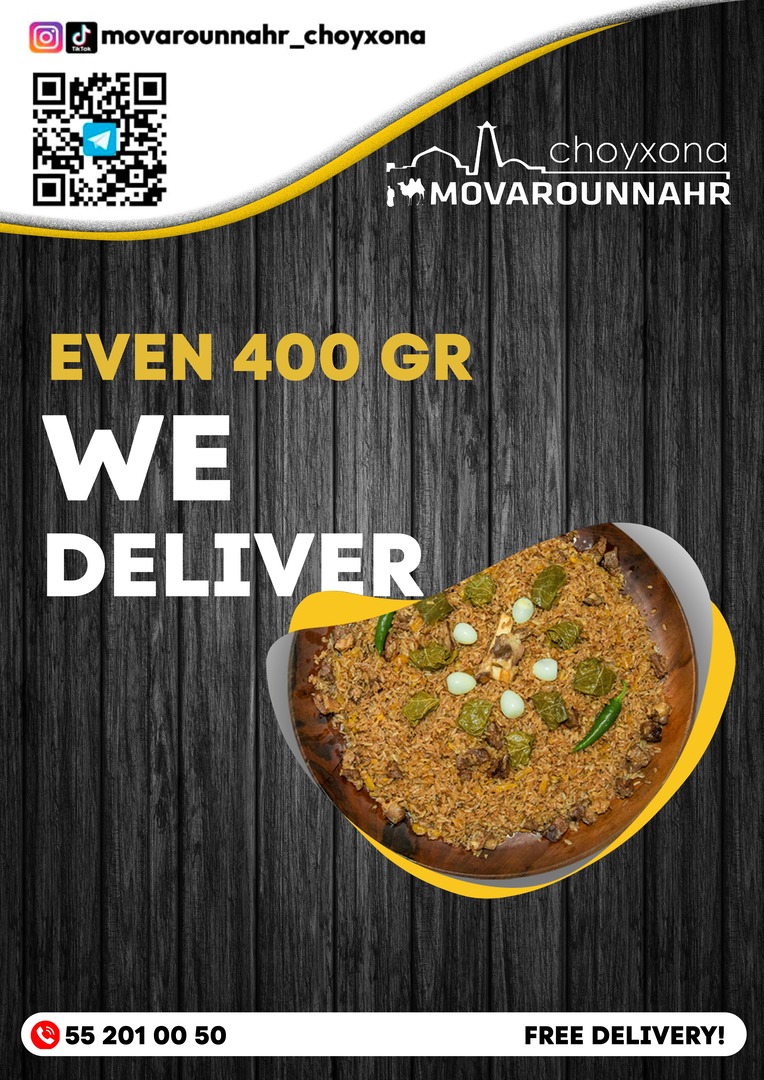 movarounnahr_choyxona
TikTok
choyxona
MOVAROUNNAHR
EVEN 400 GR
WE
DELIVER
55 201 00 50
FREE DELIVERY!